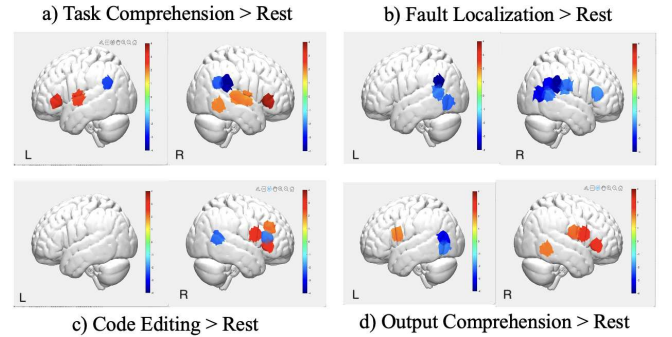 a) Task Comprehension > Rest
b) Fault Localization > Rest
L
R
L
R
L
R
L
R
c) Code Editing > Rest
d) Output Comprehension > Rest